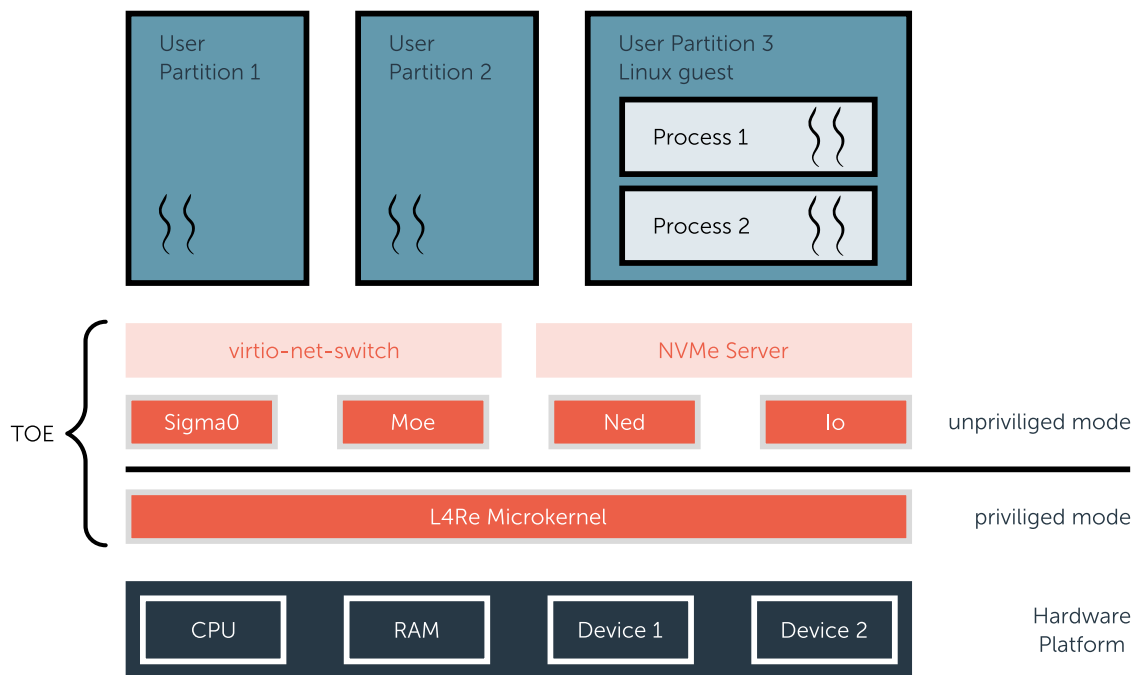 User
Partition 1
User
Partition 2
User Partition 3
Linux guest
Process 1
Process 2
virtio-net-switch
NVMe Server
Sigma0
Moe
Ned
Io
unpriviliged mode
TOE
L4Re Microkernel
priviliged mode
CPU
RAM
Device 1
Device 2
Hardware
Platform